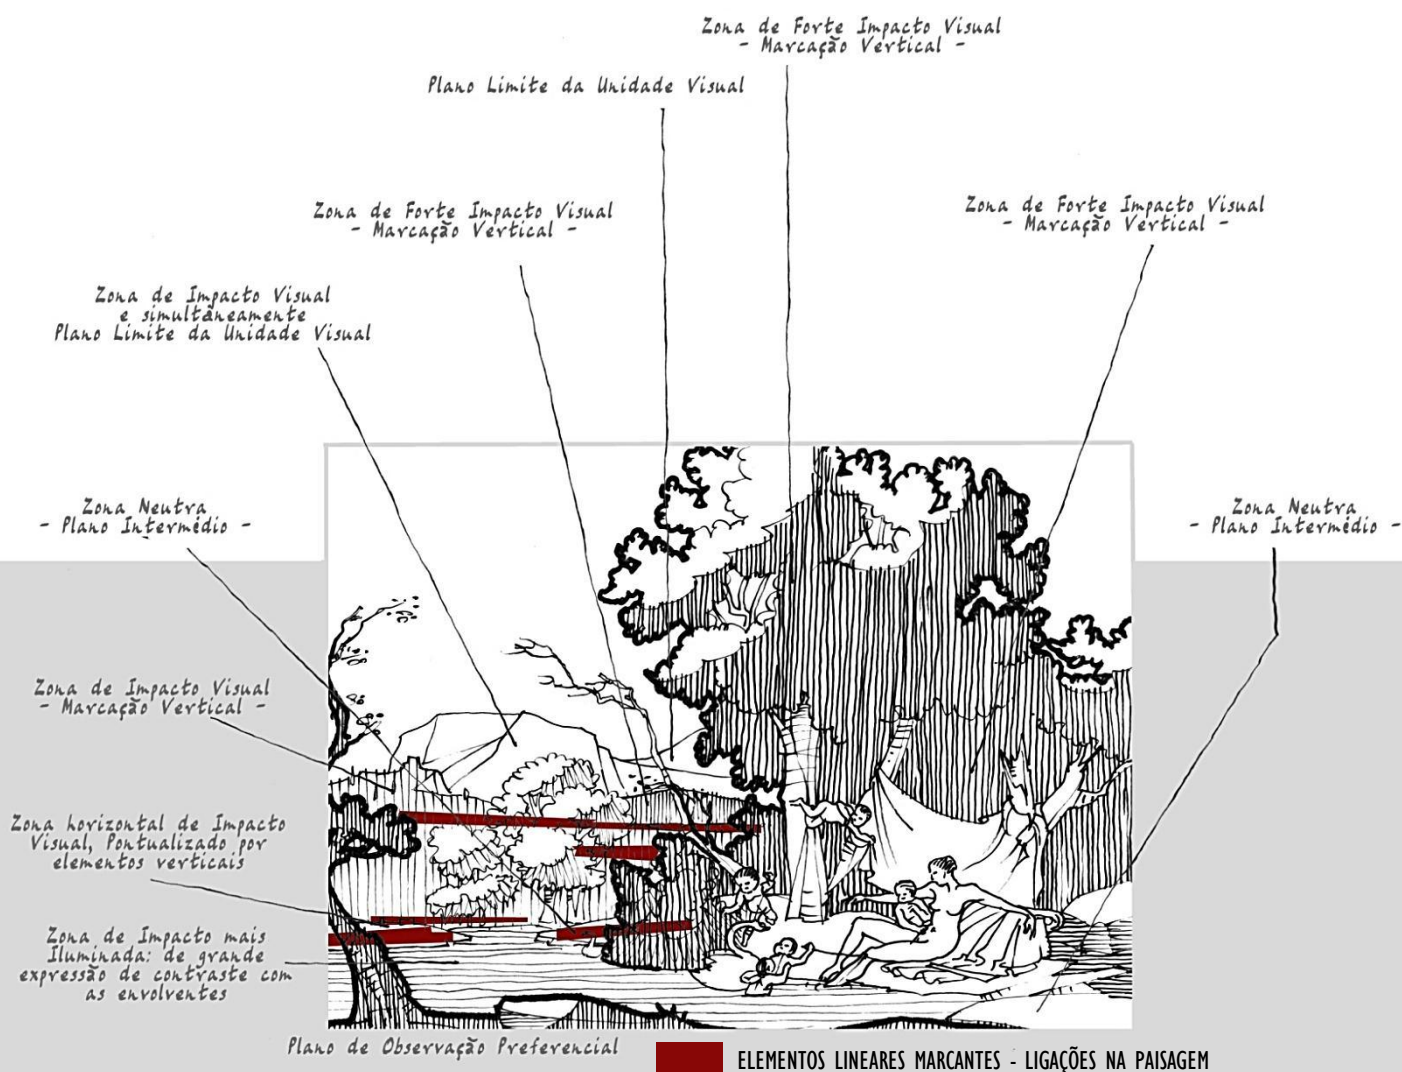 Zona de Forte Impacto Visual
- Marcação Vertical -
Plano Limite da Unidade Visual
Zona de Forte Impacto Visual
- Marcação Vertical -
Zona de Forte Impacto Visual
- Marcação Vertical -
Zona de Impacto Visual
e simultâneamente
Plano Limite da Unidade Visual
Zona Neutra
- Plano Intermédio -
Zona Neutra
- Plano Intermédio -
Zona de Impacto Visual
- Marcação Vertical -
Zona horizontal de Impacto
Visual, Pontualizado por
elementos verticais
Zona de Impacto mais
Iluminada: de grande
expressão de contraste com
as envolventes
Plano de Observação Preferencial
ELEMENTOS LINEARES MARCANTES - LIGAÇÕES NA PAISAGEM